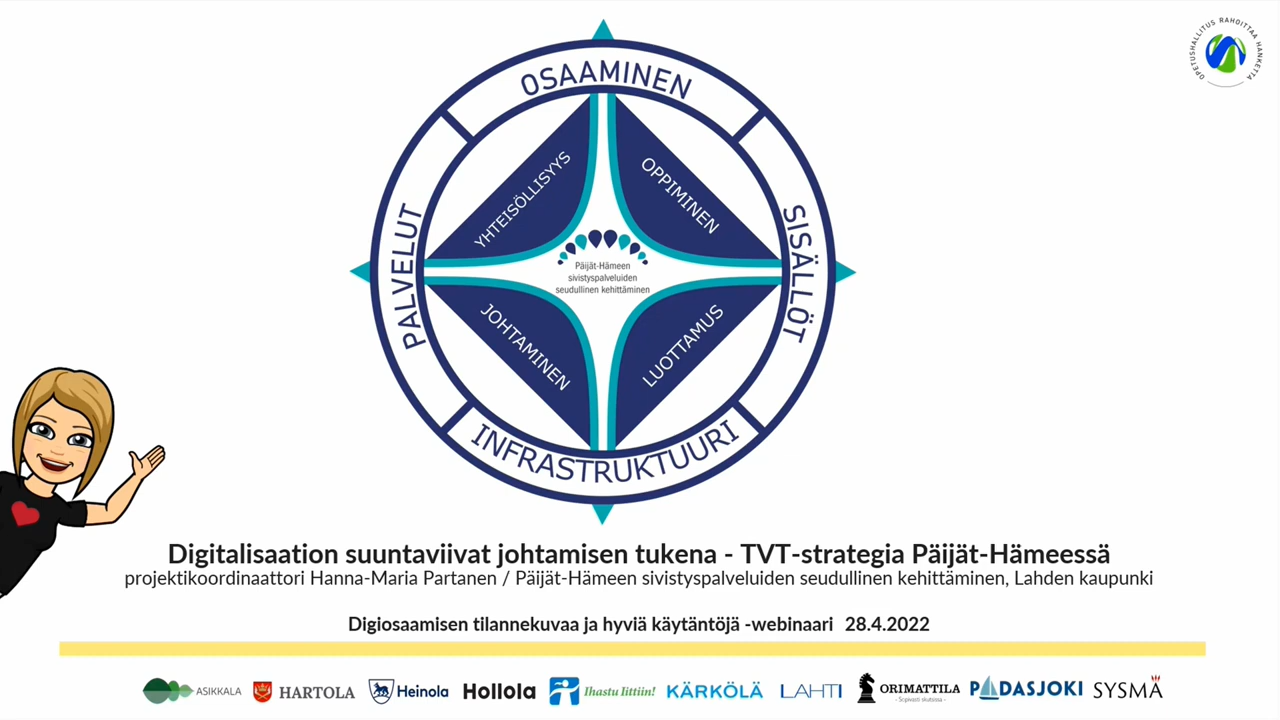 OPETUSHALLITUS RAHOITTAA HANKETTA
OSAAMINEN
YHTEISÖLLISYYS
OPPIMINEN
PALVELUT
SISÄLLÖT
Päijät-Hämeen
sivistyspalveluiden
seudullinen kehittäminen
JOHTAMINEN
LUOTTAMUS
INFRASTRUKTUURI
Digitalisaation suuntaviivat johtamisen tukena - TVT-strategia Päijät-Hämeessä
projektikoordinaattori Hanna-Maria Partanen / Päijät-Hämeen sivistyspalveluiden seudullinen kehittäminen, Lahden kaupunki
Digiosaamisen tilannekuvaa ja hyviä käytäntöjä -webinaari 28.4.2022
ASIKKALA HARTOLA Heinola Hollola Ihastu Iittiin! KÄRKÖLÄ LAHTI ORIMATTILA PADASJOKI SYSMÄ
- Sopivasti skutsissa -